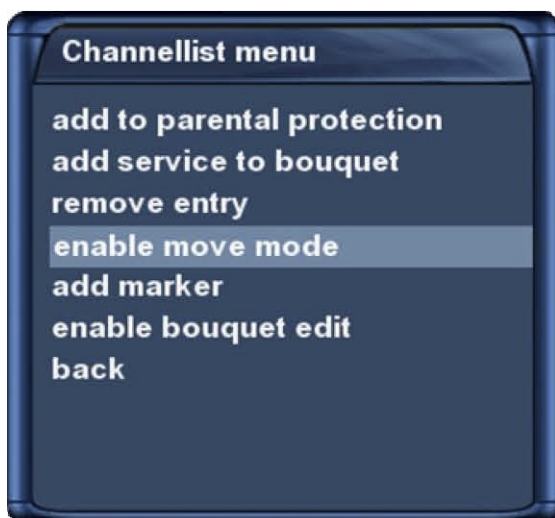 Channellist menu
add to parental protection
add service to bouquet
remove entry
enable move mode
add marker
enable bouquet edit
back